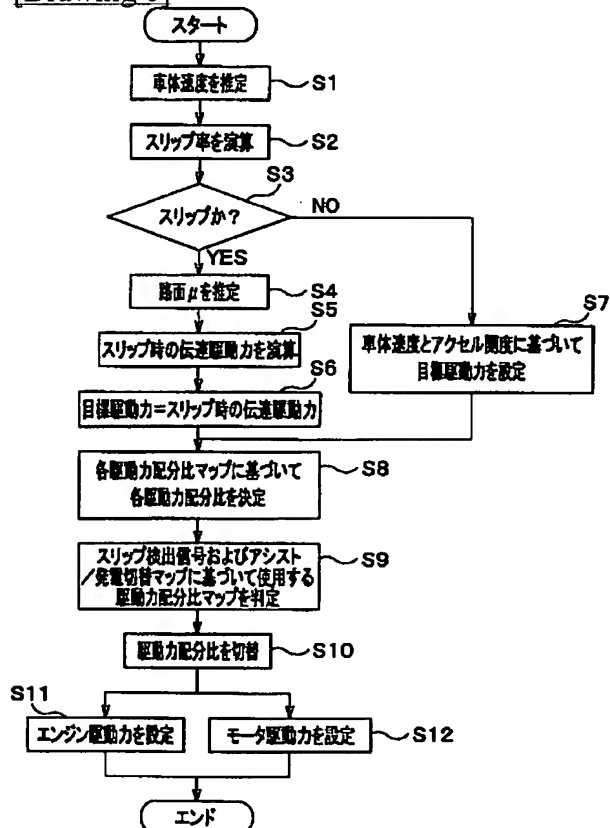 スタート
車体速度を推定
S1
スリップ率を演算
S2
S3
スリップか?
NO
YES
路面μを推定
S4
S5
スリップ時の伝達駆動力を演算
S6
目標駆動力=スリップ時の伝達駆動力
S7
車体速度とアクセル開度に基づいて
目標駆動力を設定
各駆動力配分比マップに基づいて
各駆動力配分比を決定
S8
スリップ検出信号およびアシスト
/発電切替マップに基づいて使用する
駆動力配分比マップを判定
S9
駆動力配分比を切替
S10
S11
エンジン駆動力を設定
モータ駆動力を設定
S12
エンド